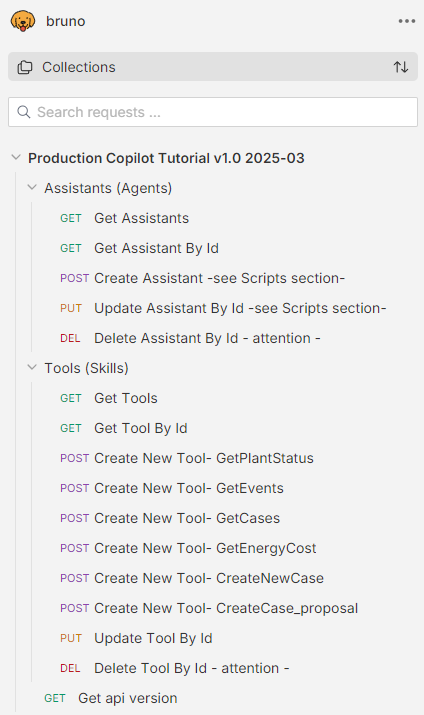 bruno
Collections
Search requests ...
Production Copilot Tutorial v1.0 2025-03
Assistants (Agents)
GET Get Assistants
GET Get Assistant By Id
POST Create Assistant -see Scripts section-
PUT Update Assistant By Id -see Scripts section-
DEL Delete Assistant By Id - attention -
Tools (Skills)
GET Get Tools
GET Get Tool By Id
POST Create New Tool- GetPlantStatus
POST Create New Tool- GetEvents
POST Create New Tool- GetCases
POST Create New Tool- GetEnergyCost
POST Create New Tool- CreateNewCase
POST Create New Tool- CreateCase_proposal
PUT Update Tool By Id
DEL Delete Tool By Id - attention -
GET Get api version